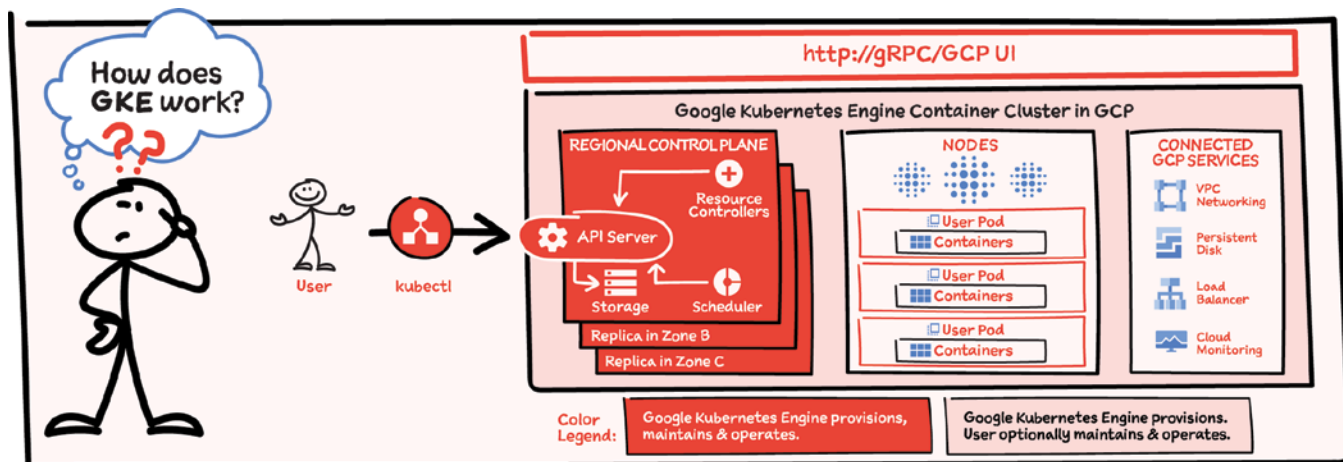 How does
GKE work?
??
User
kubectl
http://gRPC/GCP UI
Google Kubernetes Engine Container Cluster in GCP
REGIONAL CONTROL PLANE
Resource
Controllers
API Server
Storage
Scheduler
Replica in Zone B
Replica in Zone C
NODES
User Pod
Containers
User Pod
Containers
User Pod
Containers
CONNECTED
GCP SERVICES
VPC
Networking
Persistent
Disk
Load
Balancer
Cloud
Monitoring
Color
Legend:
Google Kubernetes Engine provisions,
maintains & operates.
Google Kubernetes Engine provisions.
User optionally maintains & operates.